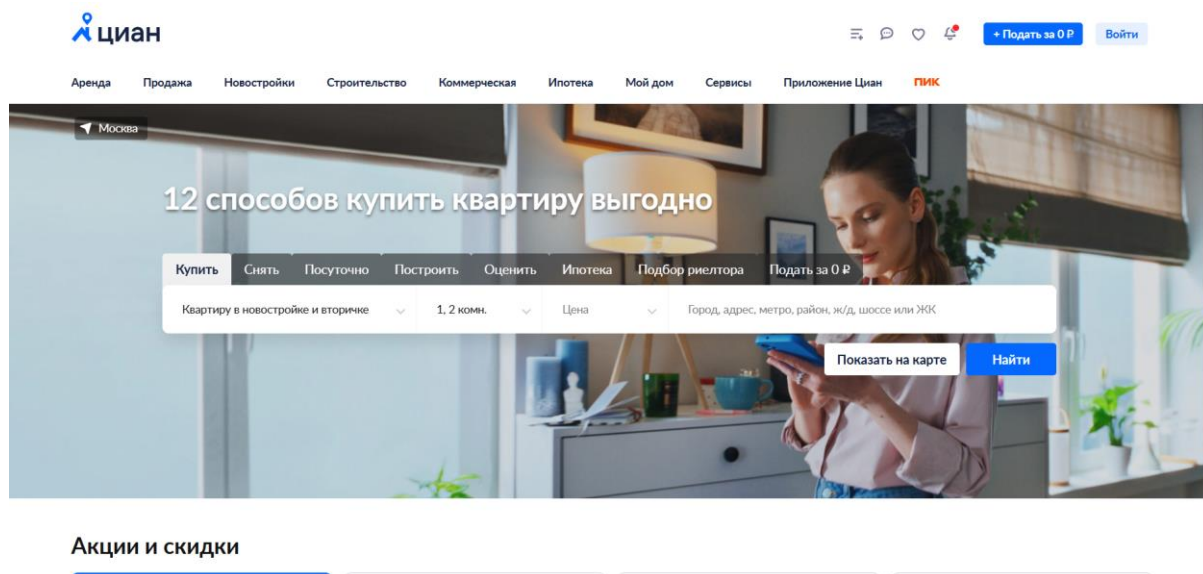 циан
+ Подать за 0 ₽ Войти
Аренда Продажа Новостройки Строительство Коммерческая Ипотека Мой дом Сервисы Приложение Циан ПИК
Москва
12 способов купить квартиру выгодно
Купить Снять Посуточно Построить Оценить Ипотека Подбор риелтора Подать за 0 ₽
Квартиру в новостройке и вторичке 1, 2 комн. Цена Город, адрес, метро, район, ж/д, шоссе или ЖК
Показать на карте Найти
Акции и скидки